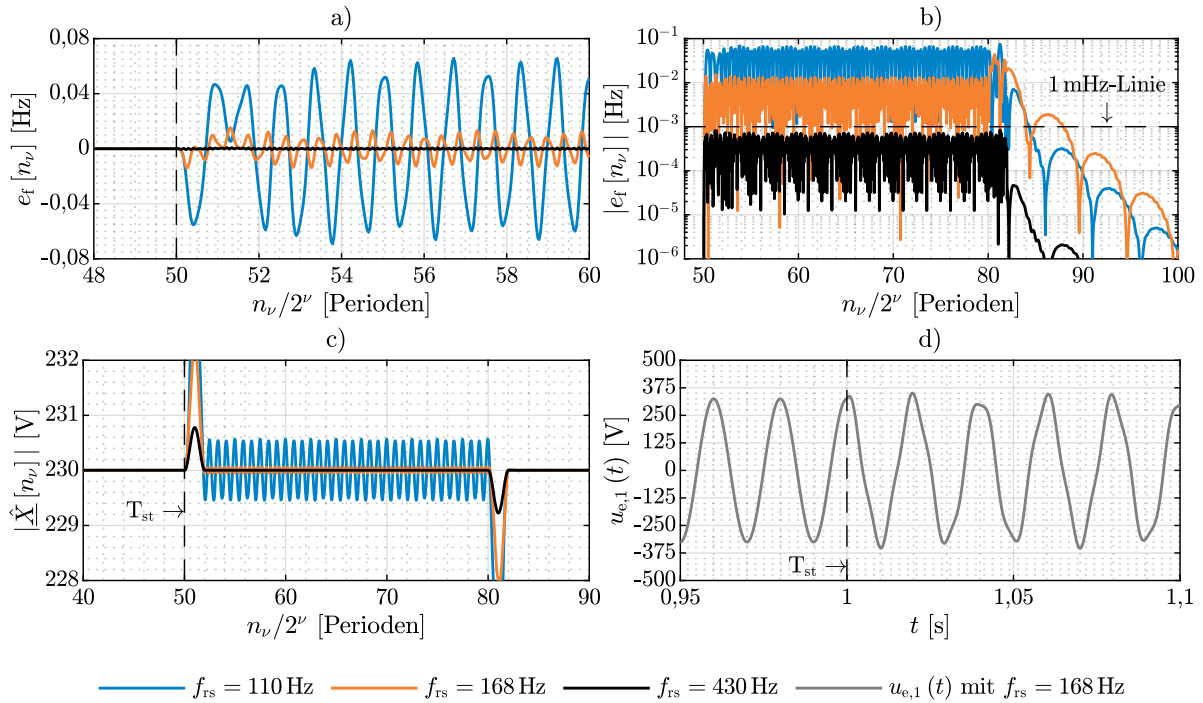 a)
0,08
0,04
0
-0,04
-0,08
e_f [n_ν] [Hz]
48 50 52 54 56 58 60
n_ν/2^ν [Perioden]
b)
10^-1
10^-2
10^-3
10^-4
10^-5
10^-6
|e_f [n_ν] | [Hz]
1 mHz-Linie
↓
50 60 70 80 90 100
n_ν/2^ν [Perioden]
c)
232
231
230
229
228
|X̲̂ [n_ν] | [V]
T_st →
40 50 60 70 80 90
n_ν/2^ν [Perioden]
d)
500
375
250
125
0
-125
-250
-375
-500
u_e,1 (t) [V]
T_st →
0,95 1 1,05 1,1
t [s]
f_rs = 110 Hz f_rs = 168 Hz f_rs = 430 Hz u_e,1 (t) mit f_rs = 168 Hz